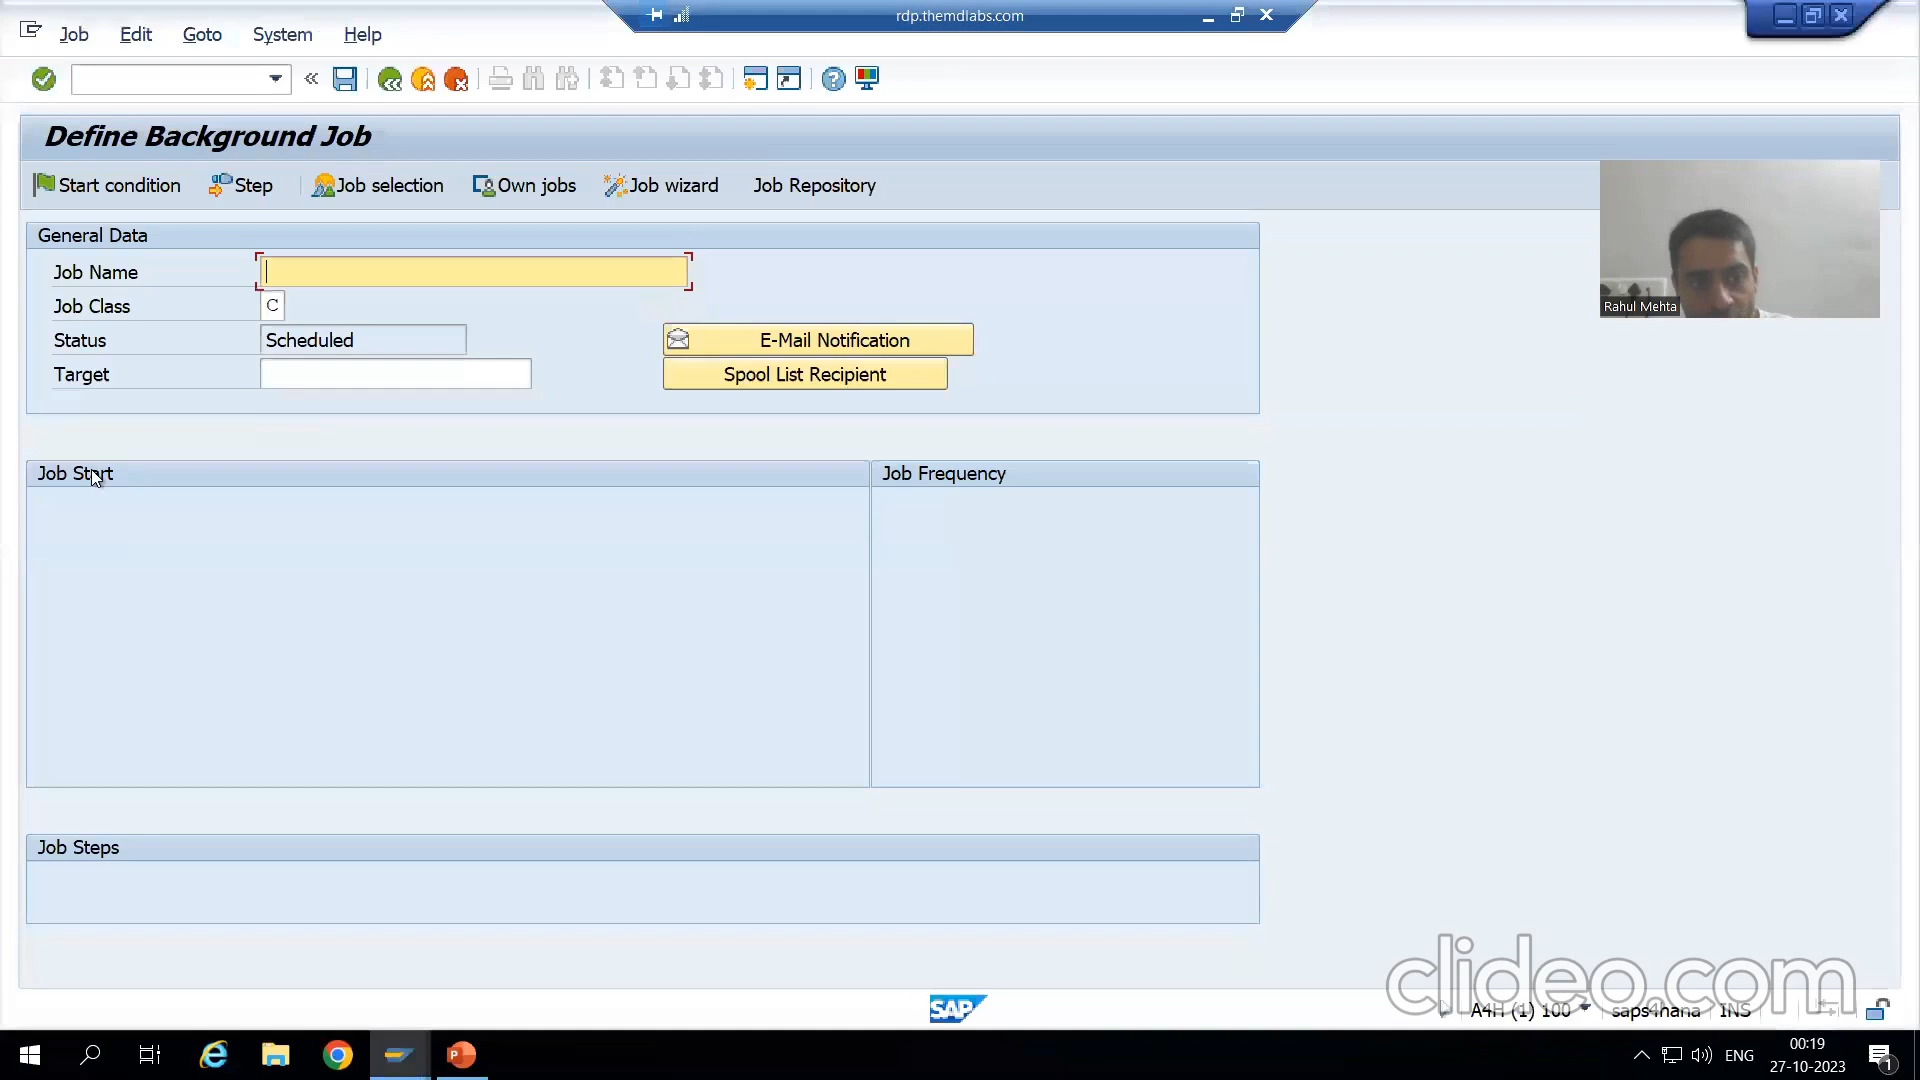 rdp.themdlabs.com
Job Edit Goto System Help
Define Background Job
Start condition Step Job selection Own jobs Job wizard Job Repository
General Data
Job Name
Job Class C
Status Scheduled E-Mail Notification
Target Spool List Recipient
Rahul Mehta
Job Start Job Frequency
Job Steps
clideo.com
SAP
A4H (1) 100 saps4hana INS
ENG 00:19
27-10-2023
1